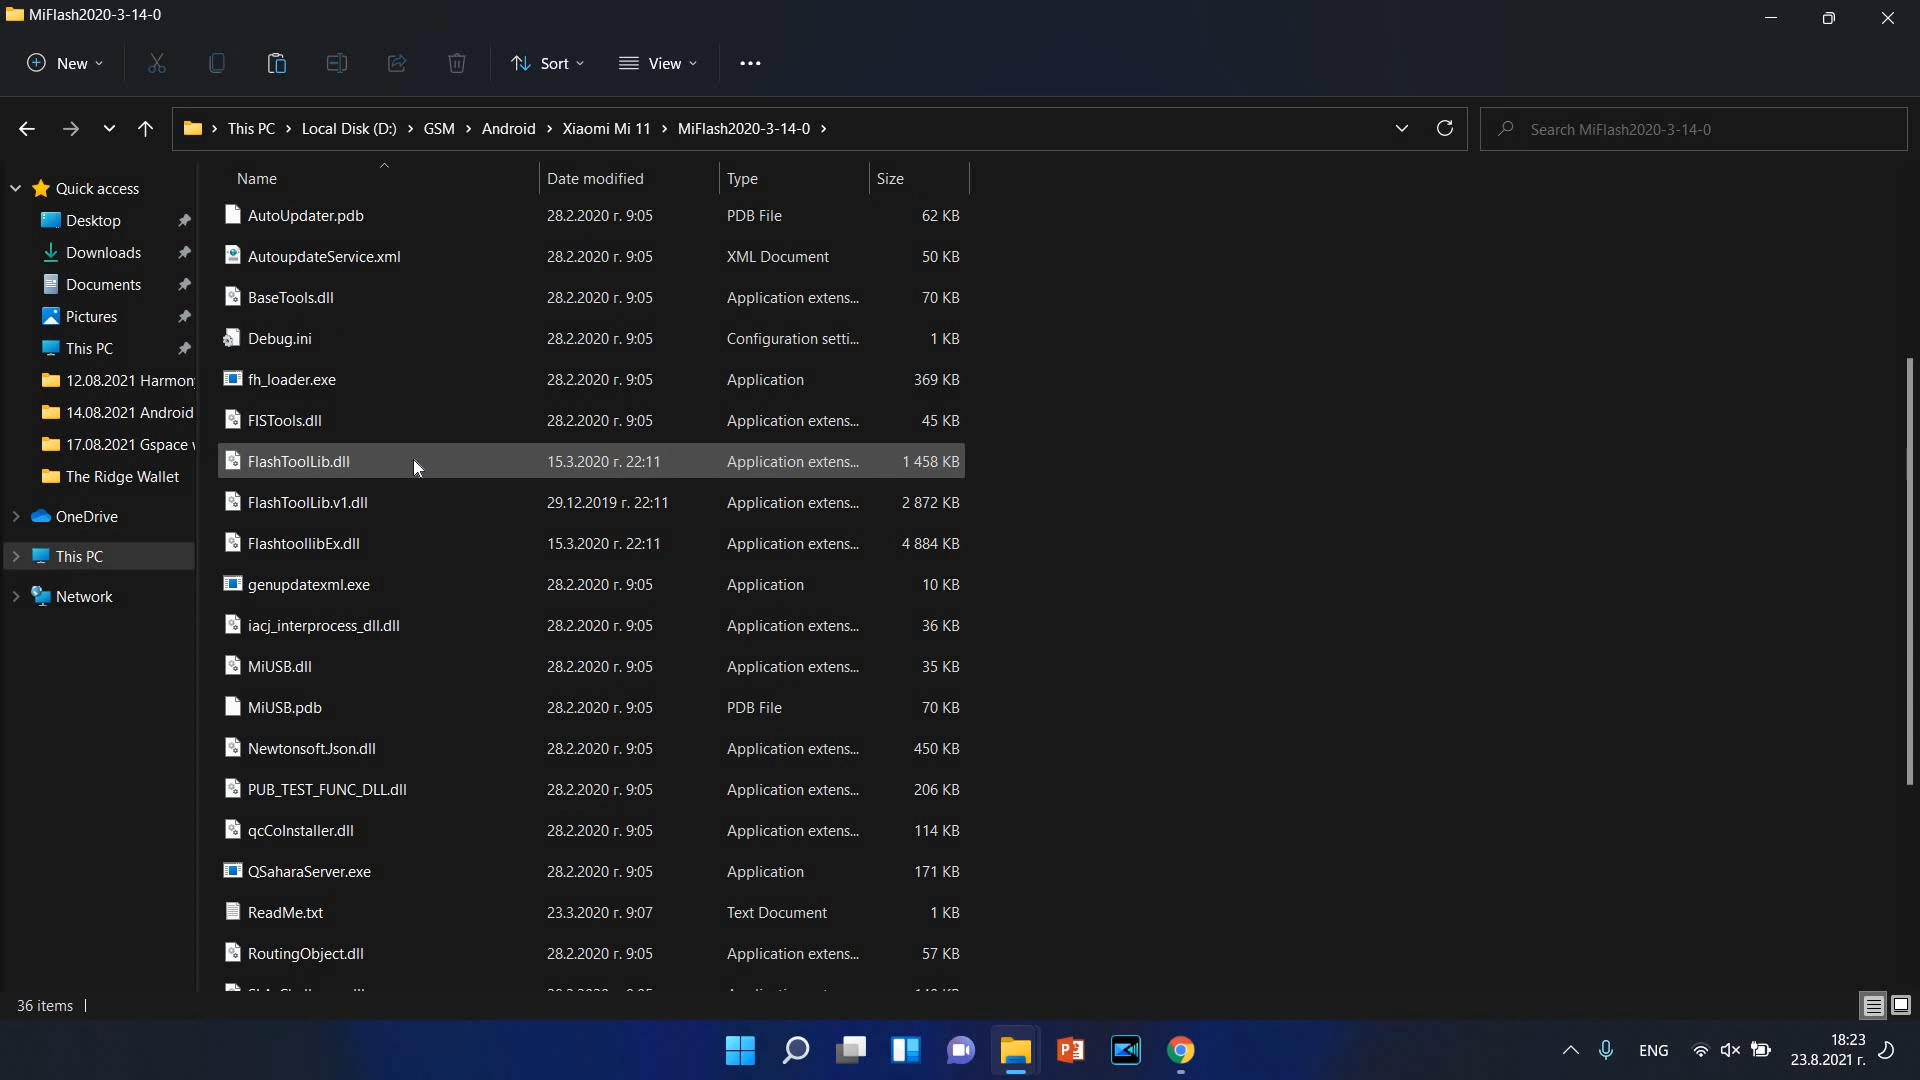 MiFlash2020-3-14-0
New
Sort
View
This PC > Local Disk (D:) > GSM > Android > Xiaomi Mi 11 > MiFlash2020-3-14-0 >
Search MiFlash2020-3-14-0
Quick access
Desktop
Downloads
Documents
Pictures
This PC
12.08.2021 Harmon
14.08.2021 Android
17.08.2021 Gspace
The Ridge Wallet
OneDrive
This PC
Network
Name Date modified Type Size
AutoUpdater.pdb 28.2.2020 г. 9:05 PDB File 62 KB
AutoupdateService.xml 28.2.2020 г. 9:05 XML Document 50 KB
BaseTools.dll 28.2.2020 г. 9:05 Application extens... 70 KB
Debug.ini 28.2.2020 г. 9:05 Configuration setti... 1 KB
fh_loader.exe 28.2.2020 г. 9:05 Application 369 KB
FISTools.dll 28.2.2020 г. 9:05 Application extens... 45 KB
FlashToolLib.dll 15.3.2020 г. 22:11 Application extens... 1 458 KB
FlashToolLib.v1.dll 29.12.2019 г. 22:11 Application extens... 2 872 KB
FlashtoollibEx.dll 15.3.2020 г. 22:11 Application extens... 4 884 KB
genupdatexml.exe 28.2.2020 г. 9:05 Application 10 KB
iacj_interprocess_dll.dll 28.2.2020 г. 9:05 Application extens... 36 KB
MiUSB.dll 28.2.2020 г. 9:05 Application extens... 35 KB
MiUSB.pdb 28.2.2020 г. 9:05 PDB File 70 KB
Newtonsoft.Json.dll 28.2.2020 г. 9:05 Application extens... 450 KB
PUB_TEST_FUNC_DLL.dll 28.2.2020 г. 9:05 Application extens... 206 KB
qcCoInstaller.dll 28.2.2020 г. 9:05 Application extens... 114 KB
QSaharaServer.exe 28.2.2020 г. 9:05 Application 171 KB
ReadMe.txt 23.3.2020 г. 9:07 Text Document 1 KB
RoutingObject.dll 28.2.2020 г. 9:05 Application extens... 57 KB
36 items
ENG
18:23
23.8.2021 г.